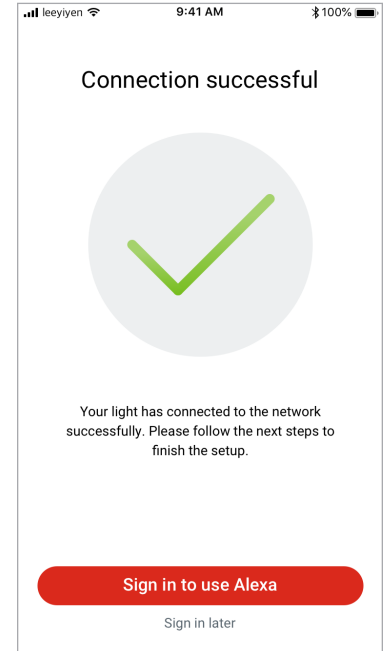 leeyiyen 9:41 AM 100%
Connection successful
Your light has connected to the network
successfully. Please follow the next steps to
finish the setup.
Sign in to use Alexa
Sign in later